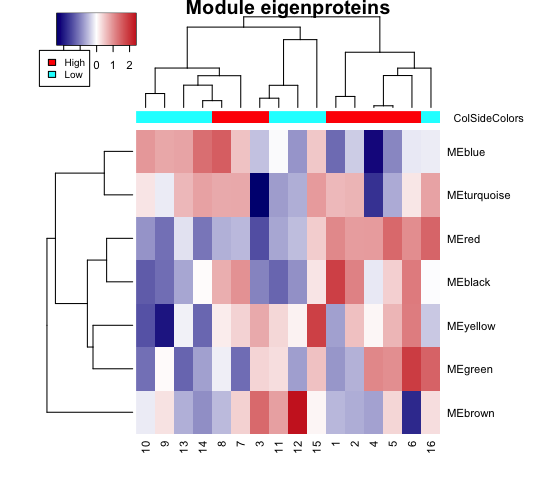 Module eigenproteins
0 1 2
High
Low
ColSideColors
MEblue
MEturquoise
MEred
MEblack
MEyellow
MEgreen
MEbrown
10 9 13 14 8 7 3 11 12 15 1 2 4 5 6 16